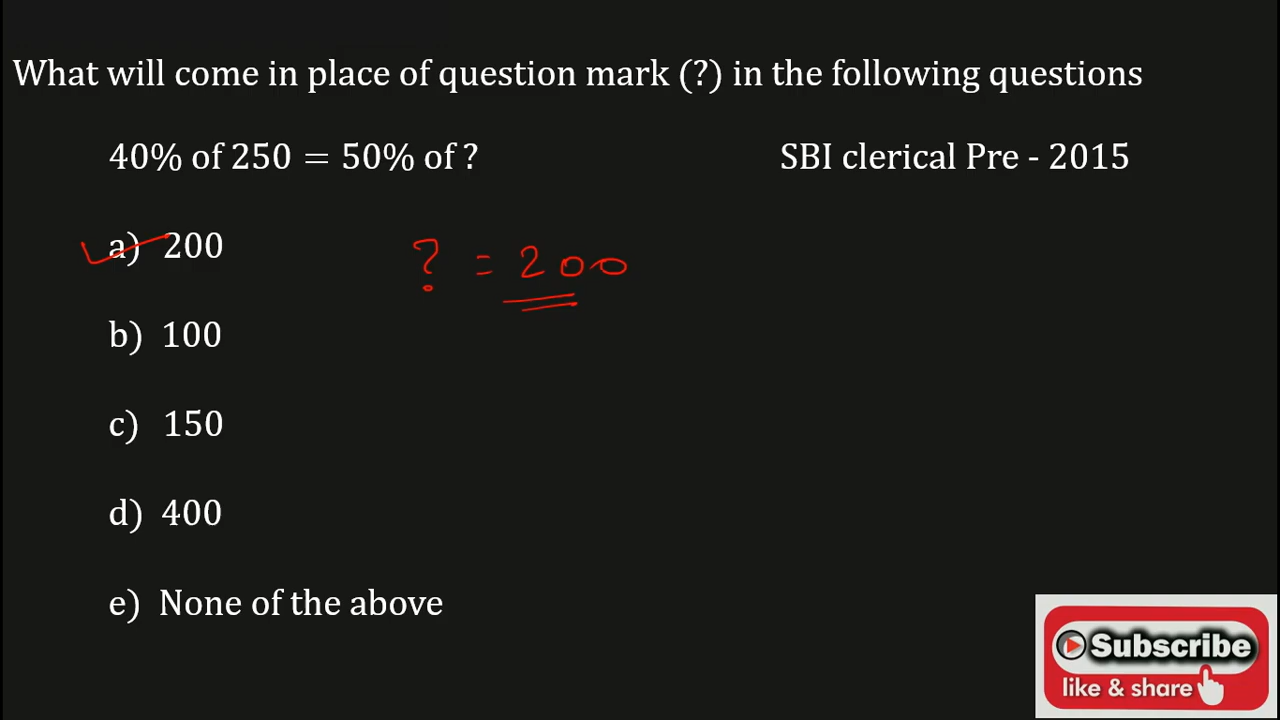 What will come in place of question mark (?) in the following questions
40% of 250 = 50% of ?
SBI clerical Pre - 2015
a) 200
? = 200
b) 100
c) 150
d) 400
e) None of the above
Subscribe
like & share